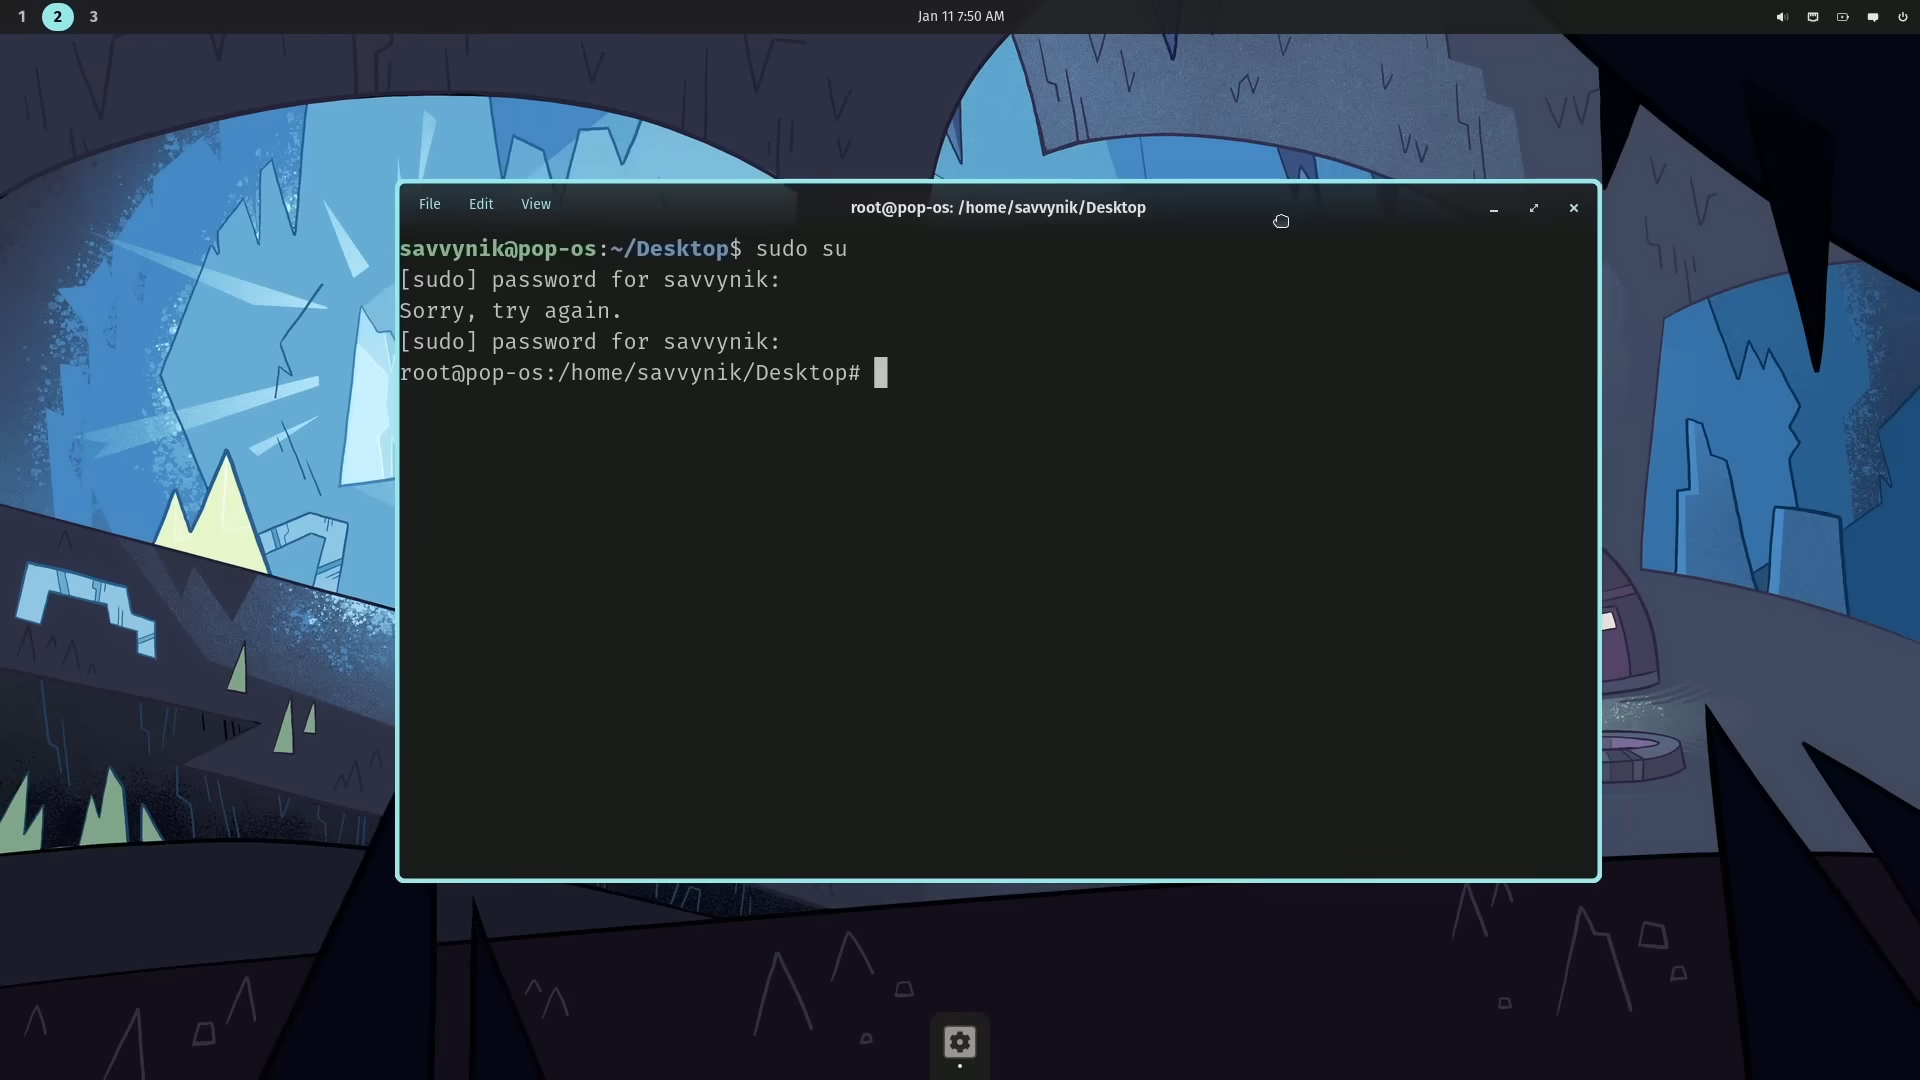 1 2 3 Jan 11 7:50 AM
File Edit View root@pop-os: /home/savvynik/Desktop
savvynik@pop-os:~/Desktop$ sudo su
[sudo] password for savvynik:
Sorry, try again.
[sudo] password for savvynik:
root@pop-os:/home/savvynik/Desktop#